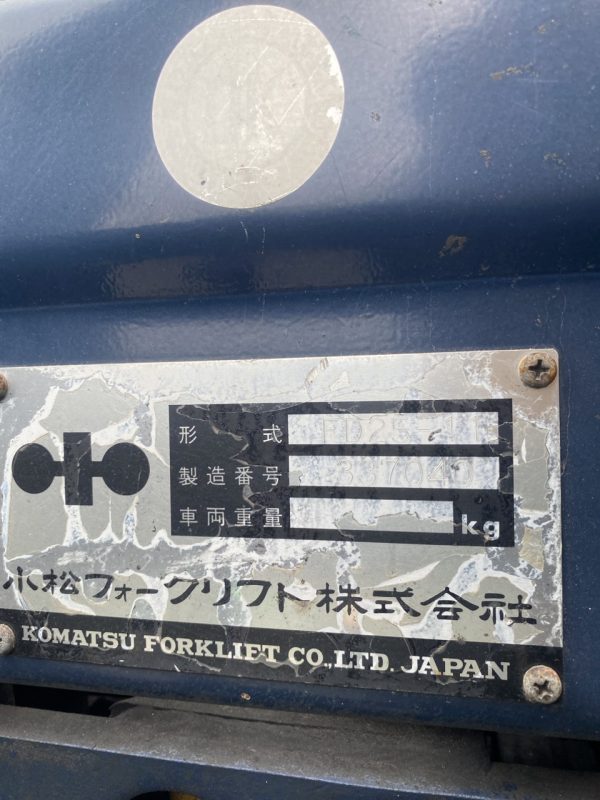 形式 FD25-
製造番号
車両重量 kg
小松フォークリフト株式会社
KOMATSU FORKLIFT CO.,LTD. JAPAN